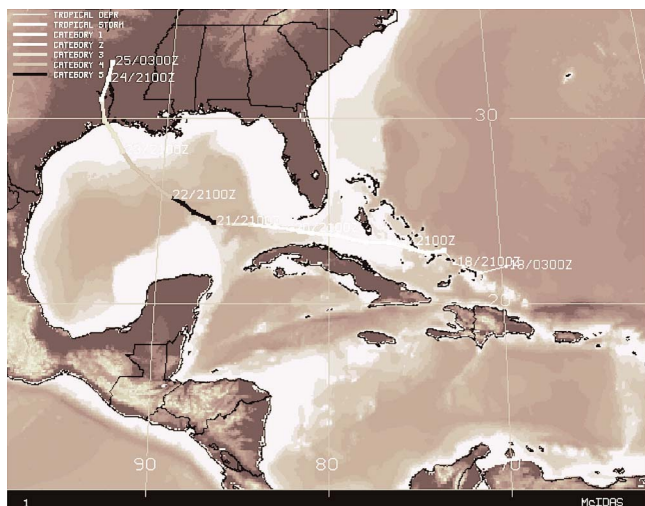 TROPICAL DEPR
TROPICAL STORM
CATEGORY 1
CATEGORY 2
CATEGORY 3
CATEGORY 4
CATEGORY 5
25/0300Z
24/2100Z
30
22/2100Z
21/2100Z
2100Z
18/2100Z
18/0300Z
20
90
80
70
1
McIDAS